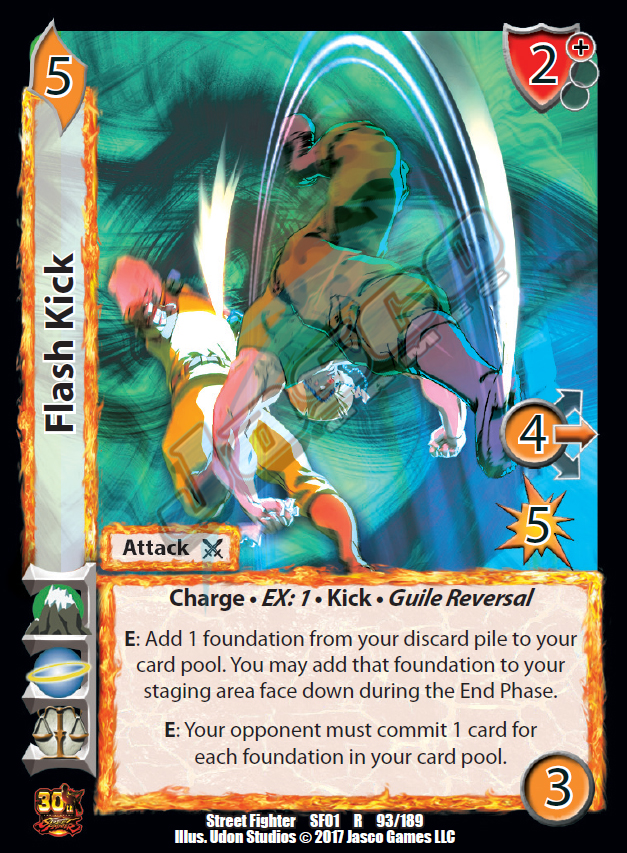 5
2 +
Flash Kick
4
5
Attack
Charge • EX: 1 • Kick • Guile Reversal
E: Add 1 foundation from your discard pile to your
card pool. You may add that foundation to your
staging area face down during the End Phase.
E: Your opponent must commit 1 card for
each foundation in your card pool.
3
30th
Street Fighter SF01 R 93/189
Illus. Udon Studios © 2017 Jasco Games LLC